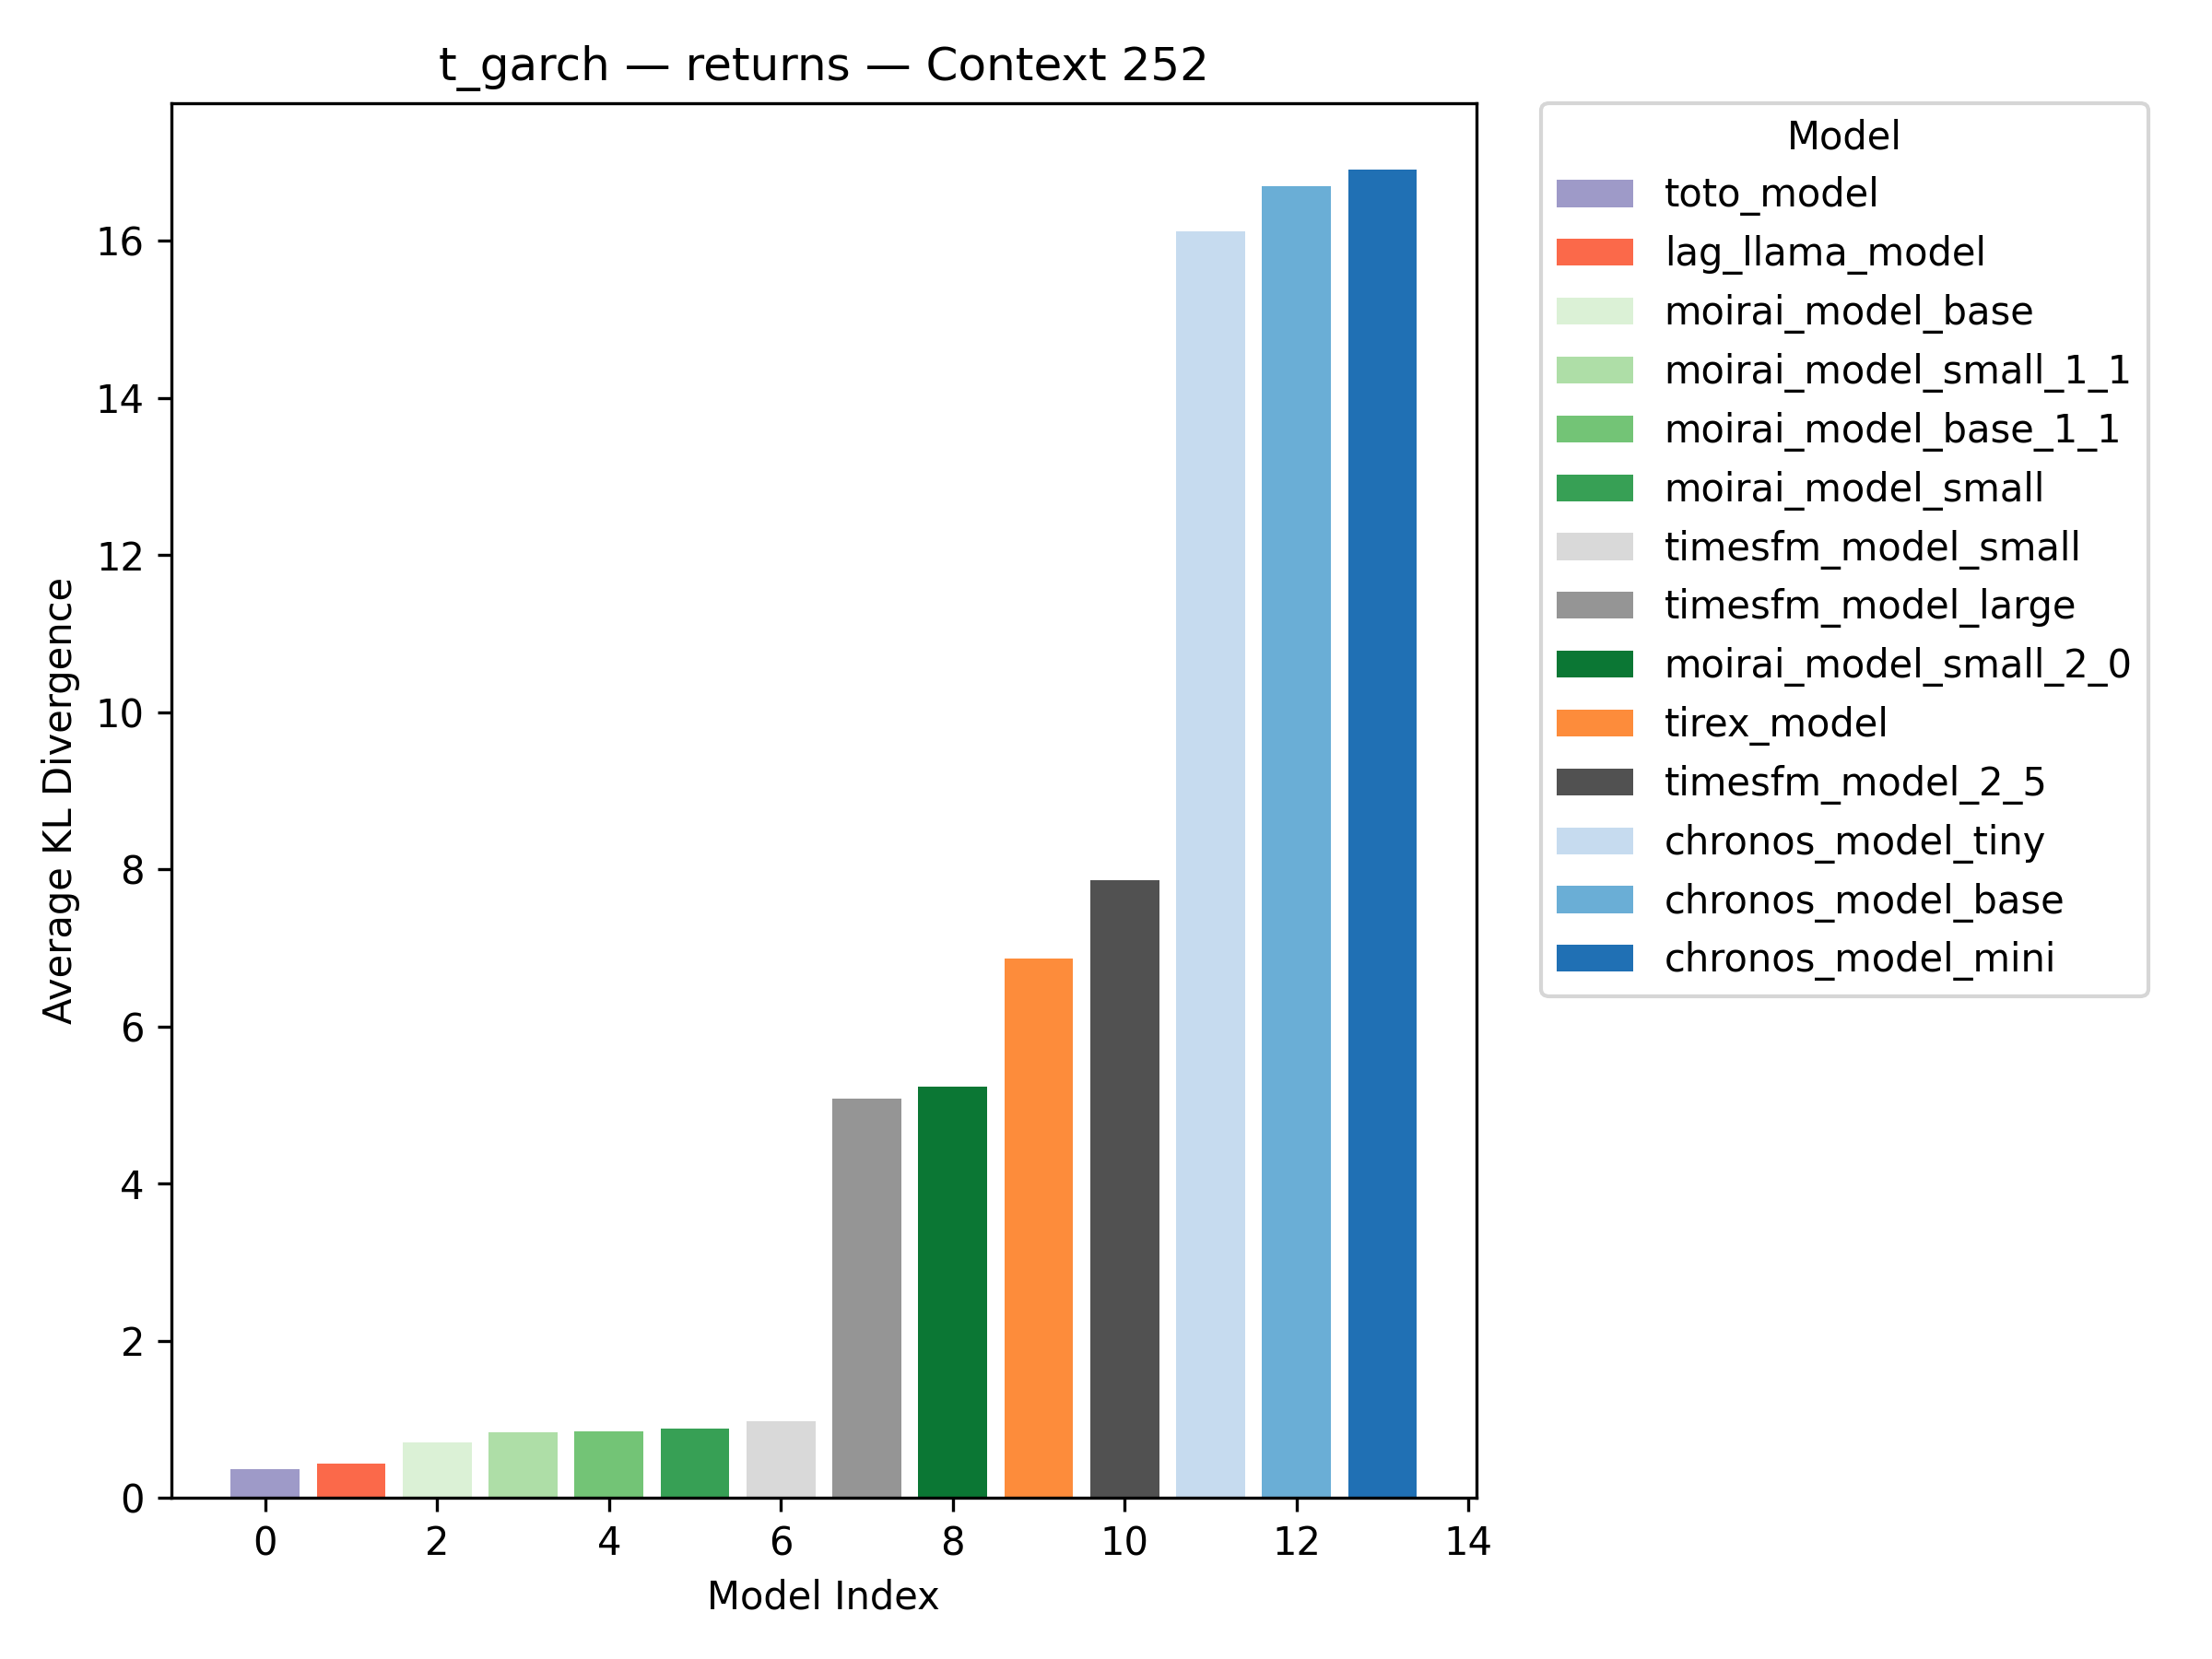 t_garch — returns — Context 252
Average KL Divergence
16
14
12
10
8
6
4
2
0
0 2 4 6 8 10 12 14
Model Index
Model
toto_model
lag_llama_model
moirai_model_base
moirai_model_small_1_1
moirai_model_base_1_1
moirai_model_small
timesfm_model_small
timesfm_model_large
moirai_model_small_2_0
tirex_model
timesfm_model_2_5
chronos_model_tiny
chronos_model_base
chronos_model_mini